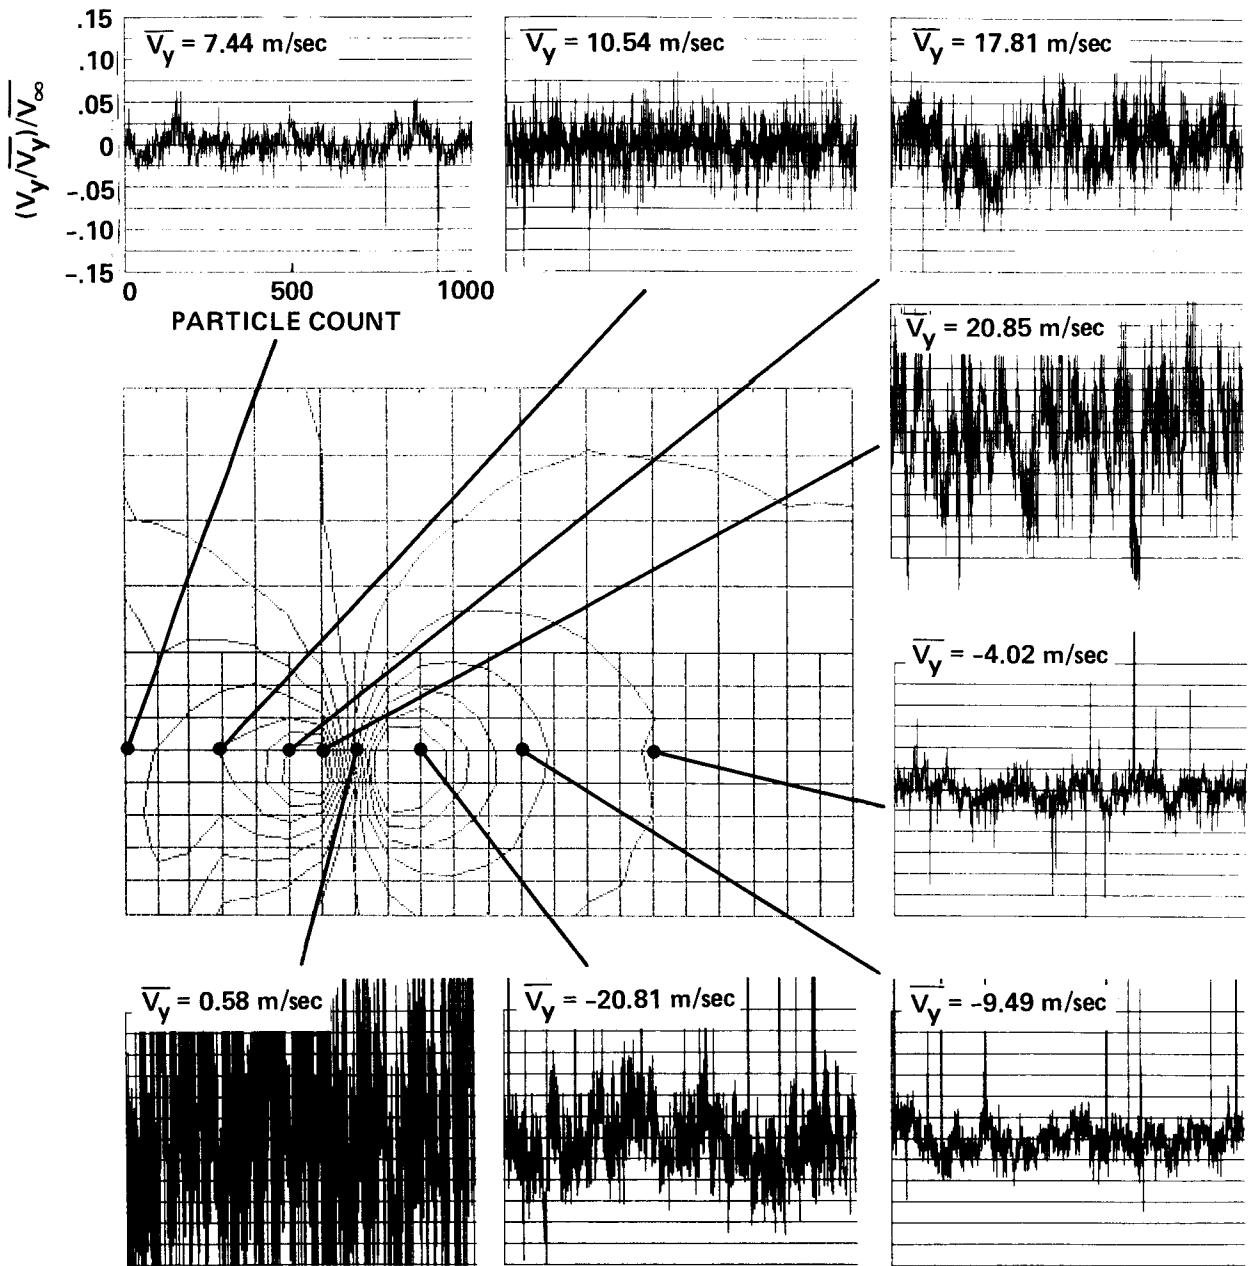 .15
.10
.05
0
-.05
-.10
-.15
(Vy/V̅y)/V̅∞
V̅y = 7.44 m/sec
0 500 1000
PARTICLE COUNT
V̅y = 10.54 m/sec
V̅y = 17.81 m/sec
V̅y = 20.85 m/sec
V̅y = -4.02 m/sec
V̅y = 0.58 m/sec
V̅y = -20.81 m/sec
V̅y = -9.49 m/sec